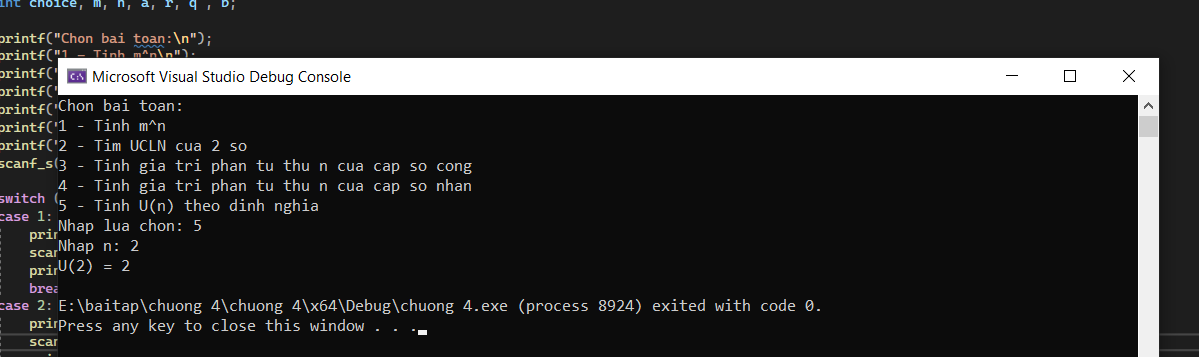 int choice, m, n, a, r, q , b;
printf("Chon bai toan:\n");
printf("1 - Tinh m^n\n");
printf("
printf("
printf("
printf("
printf("
scanf_s(
switch (
case 1:
prin
scan
prin
brea
case 2:
prin
scan
Microsoft Visual Studio Debug Console
Chon bai toan:
1 - Tinh m^n
2 - Tim UCLN cua 2 so
3 - Tinh gia tri phan tu thu n cua cap so cong
4 - Tinh gia tri phan tu thu n cua cap so nhan
5 - Tinh U(n) theo dinh nghia
Nhap lua chon: 5
Nhap n: 2
U(2) = 2
E:\baitap\chuong 4\chuong 4\x64\Debug\chuong 4.exe (process 8924) exited with code 0.
Press any key to close this window . . .